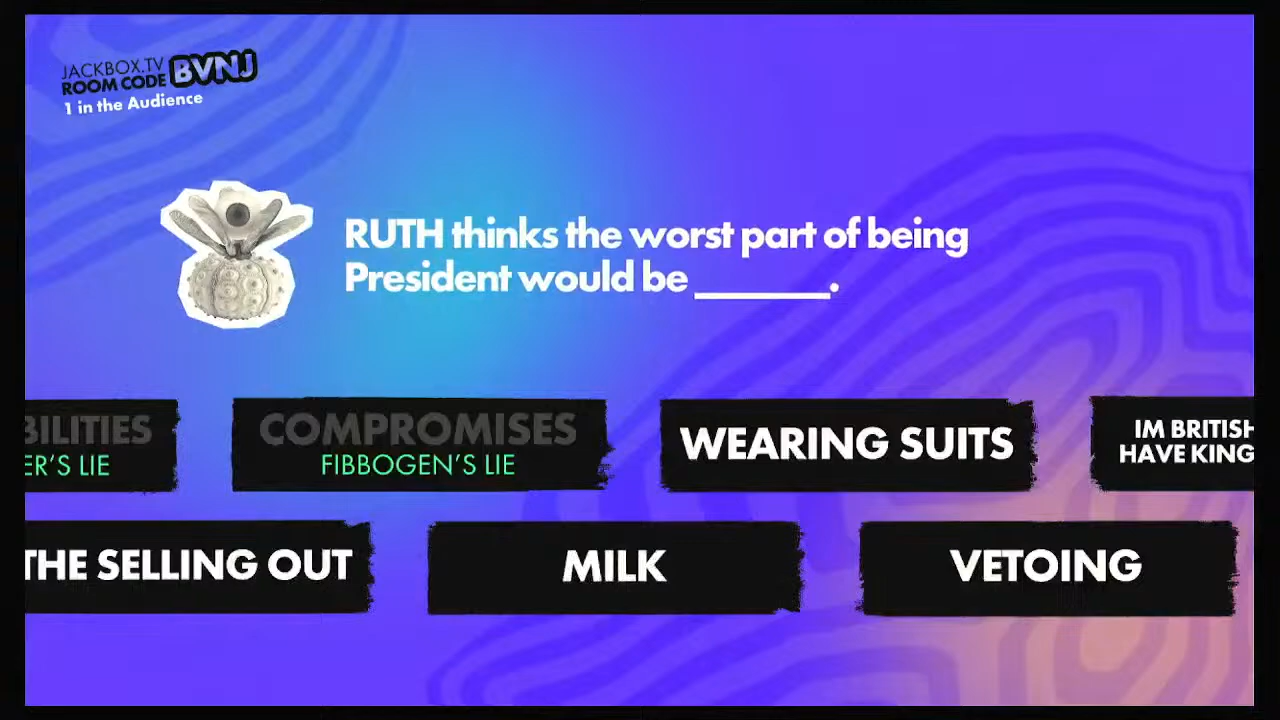 JACKBOX.TV
ROOM CODE BVNJ
1 in the Audience
RUTH thinks the worst part of being
President would be ______.
BILITIES
ER'S LIE
COMPROMISES
FIBBOGEN'S LIE
WEARING SUITS
IM BRITISH
HAVE KING
THE SELLING OUT
MILK
VETOING